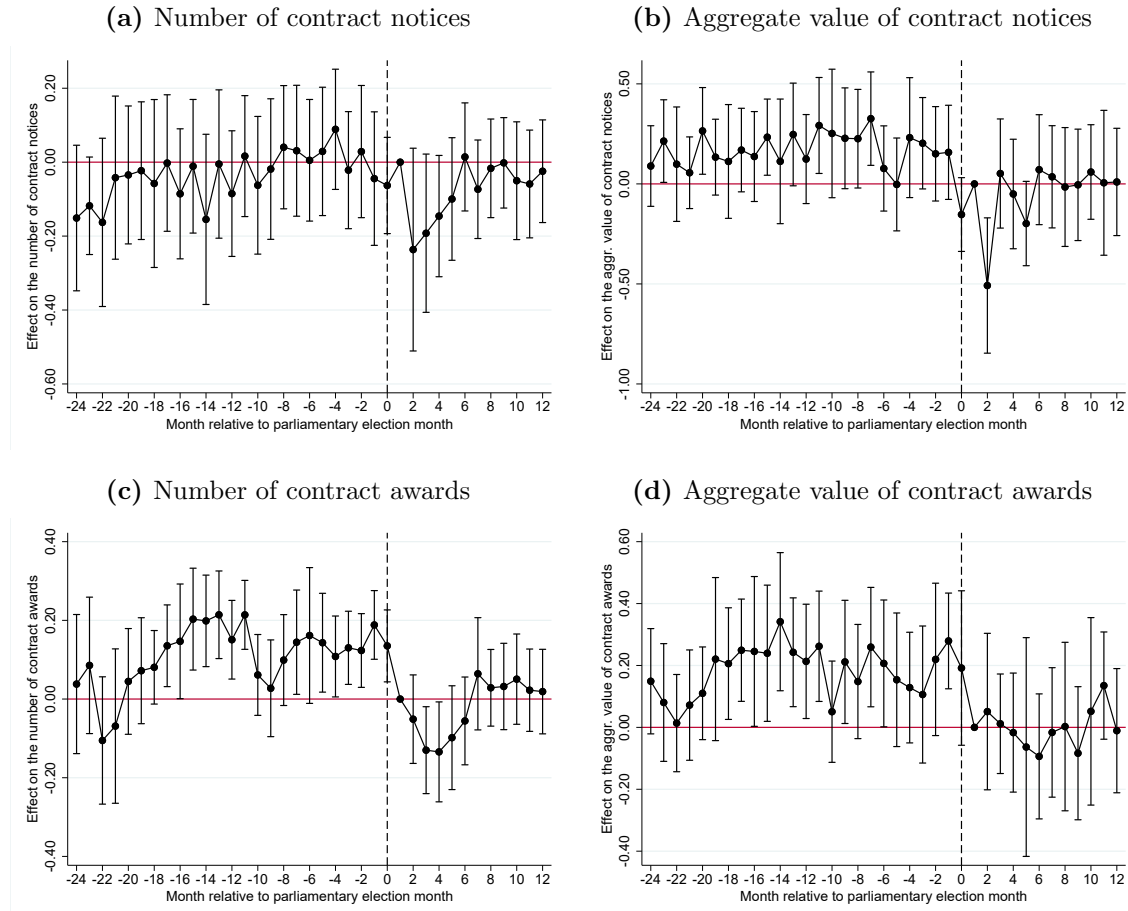 (a) Number of contract notices
Effect on the number of contract notices
0.20
0.00
-0.20
-0.40
-0.60
-24 -22 -20 -18 -16 -14 -12 -10 -8 -6 -4 -2 0 2 4 6 8 10 12
Month relative to parliamentary election month
(b) Aggregate value of contract notices
Effect on the aggr. value of contract notices
0.50
0.00
-0.50
-1.00
-24 -22 -20 -18 -16 -14 -12 -10 -8 -6 -4 -2 0 2 4 6 8 10 12
Month relative to parliamentary election month
(c) Number of contract awards
Effect on the number of contract awards
0.40
0.20
0.00
-0.20
-0.40
-24 -22 -20 -18 -16 -14 -12 -10 -8 -6 -4 -2 0 2 4 6 8 10 12
Month relative to parliamentary election month
(d) Aggregate value of contract awards
Effect on the aggr. value of contract awards
0.60
0.40
0.20
0.00
-0.20
-0.40
-24 -22 -20 -18 -16 -14 -12 -10 -8 -6 -4 -2 0 2 4 6 8 10 12
Month relative to parliamentary election month